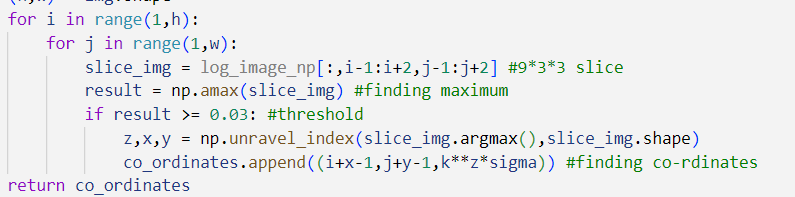 (h,w) = img.shape
for i in range(1,h):
    for j in range(1,w):
        slice_img = log_image_np[:,i-1:i+2,j-1:j+2] #9*3*3 slice
        result = np.amax(slice_img) #finding maximum
        if result >= 0.03: #threshold
            z,x,y = np.unravel_index(slice_img.argmax(),slice_img.shape)
            co_ordinates.append((i+x-1,j+y-1,k**z*sigma)) #finding co-rdinates
return co_ordinates